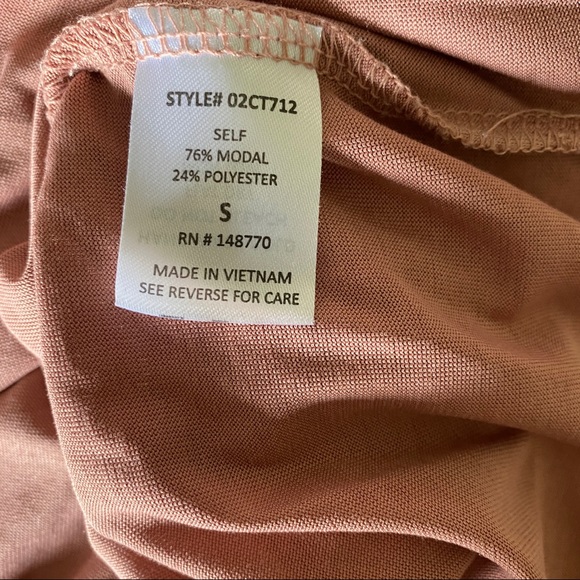 STYLE# 02CT712
SELF
76% MODAL
24% POLYESTER
S
RN # 148770
MADE IN VIETNAM
SEE REVERSE FOR CARE